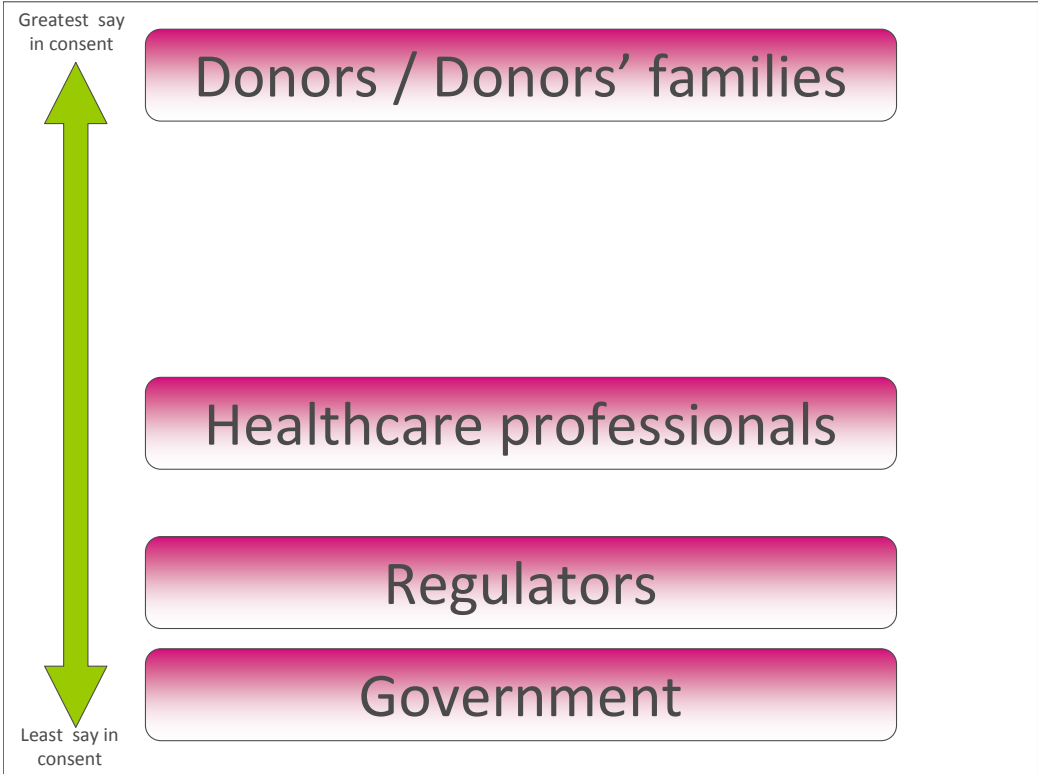 Greatest say
in consent
Donors / Donors’ families
Healthcare professionals
Regulators
Government
Least say in
consent